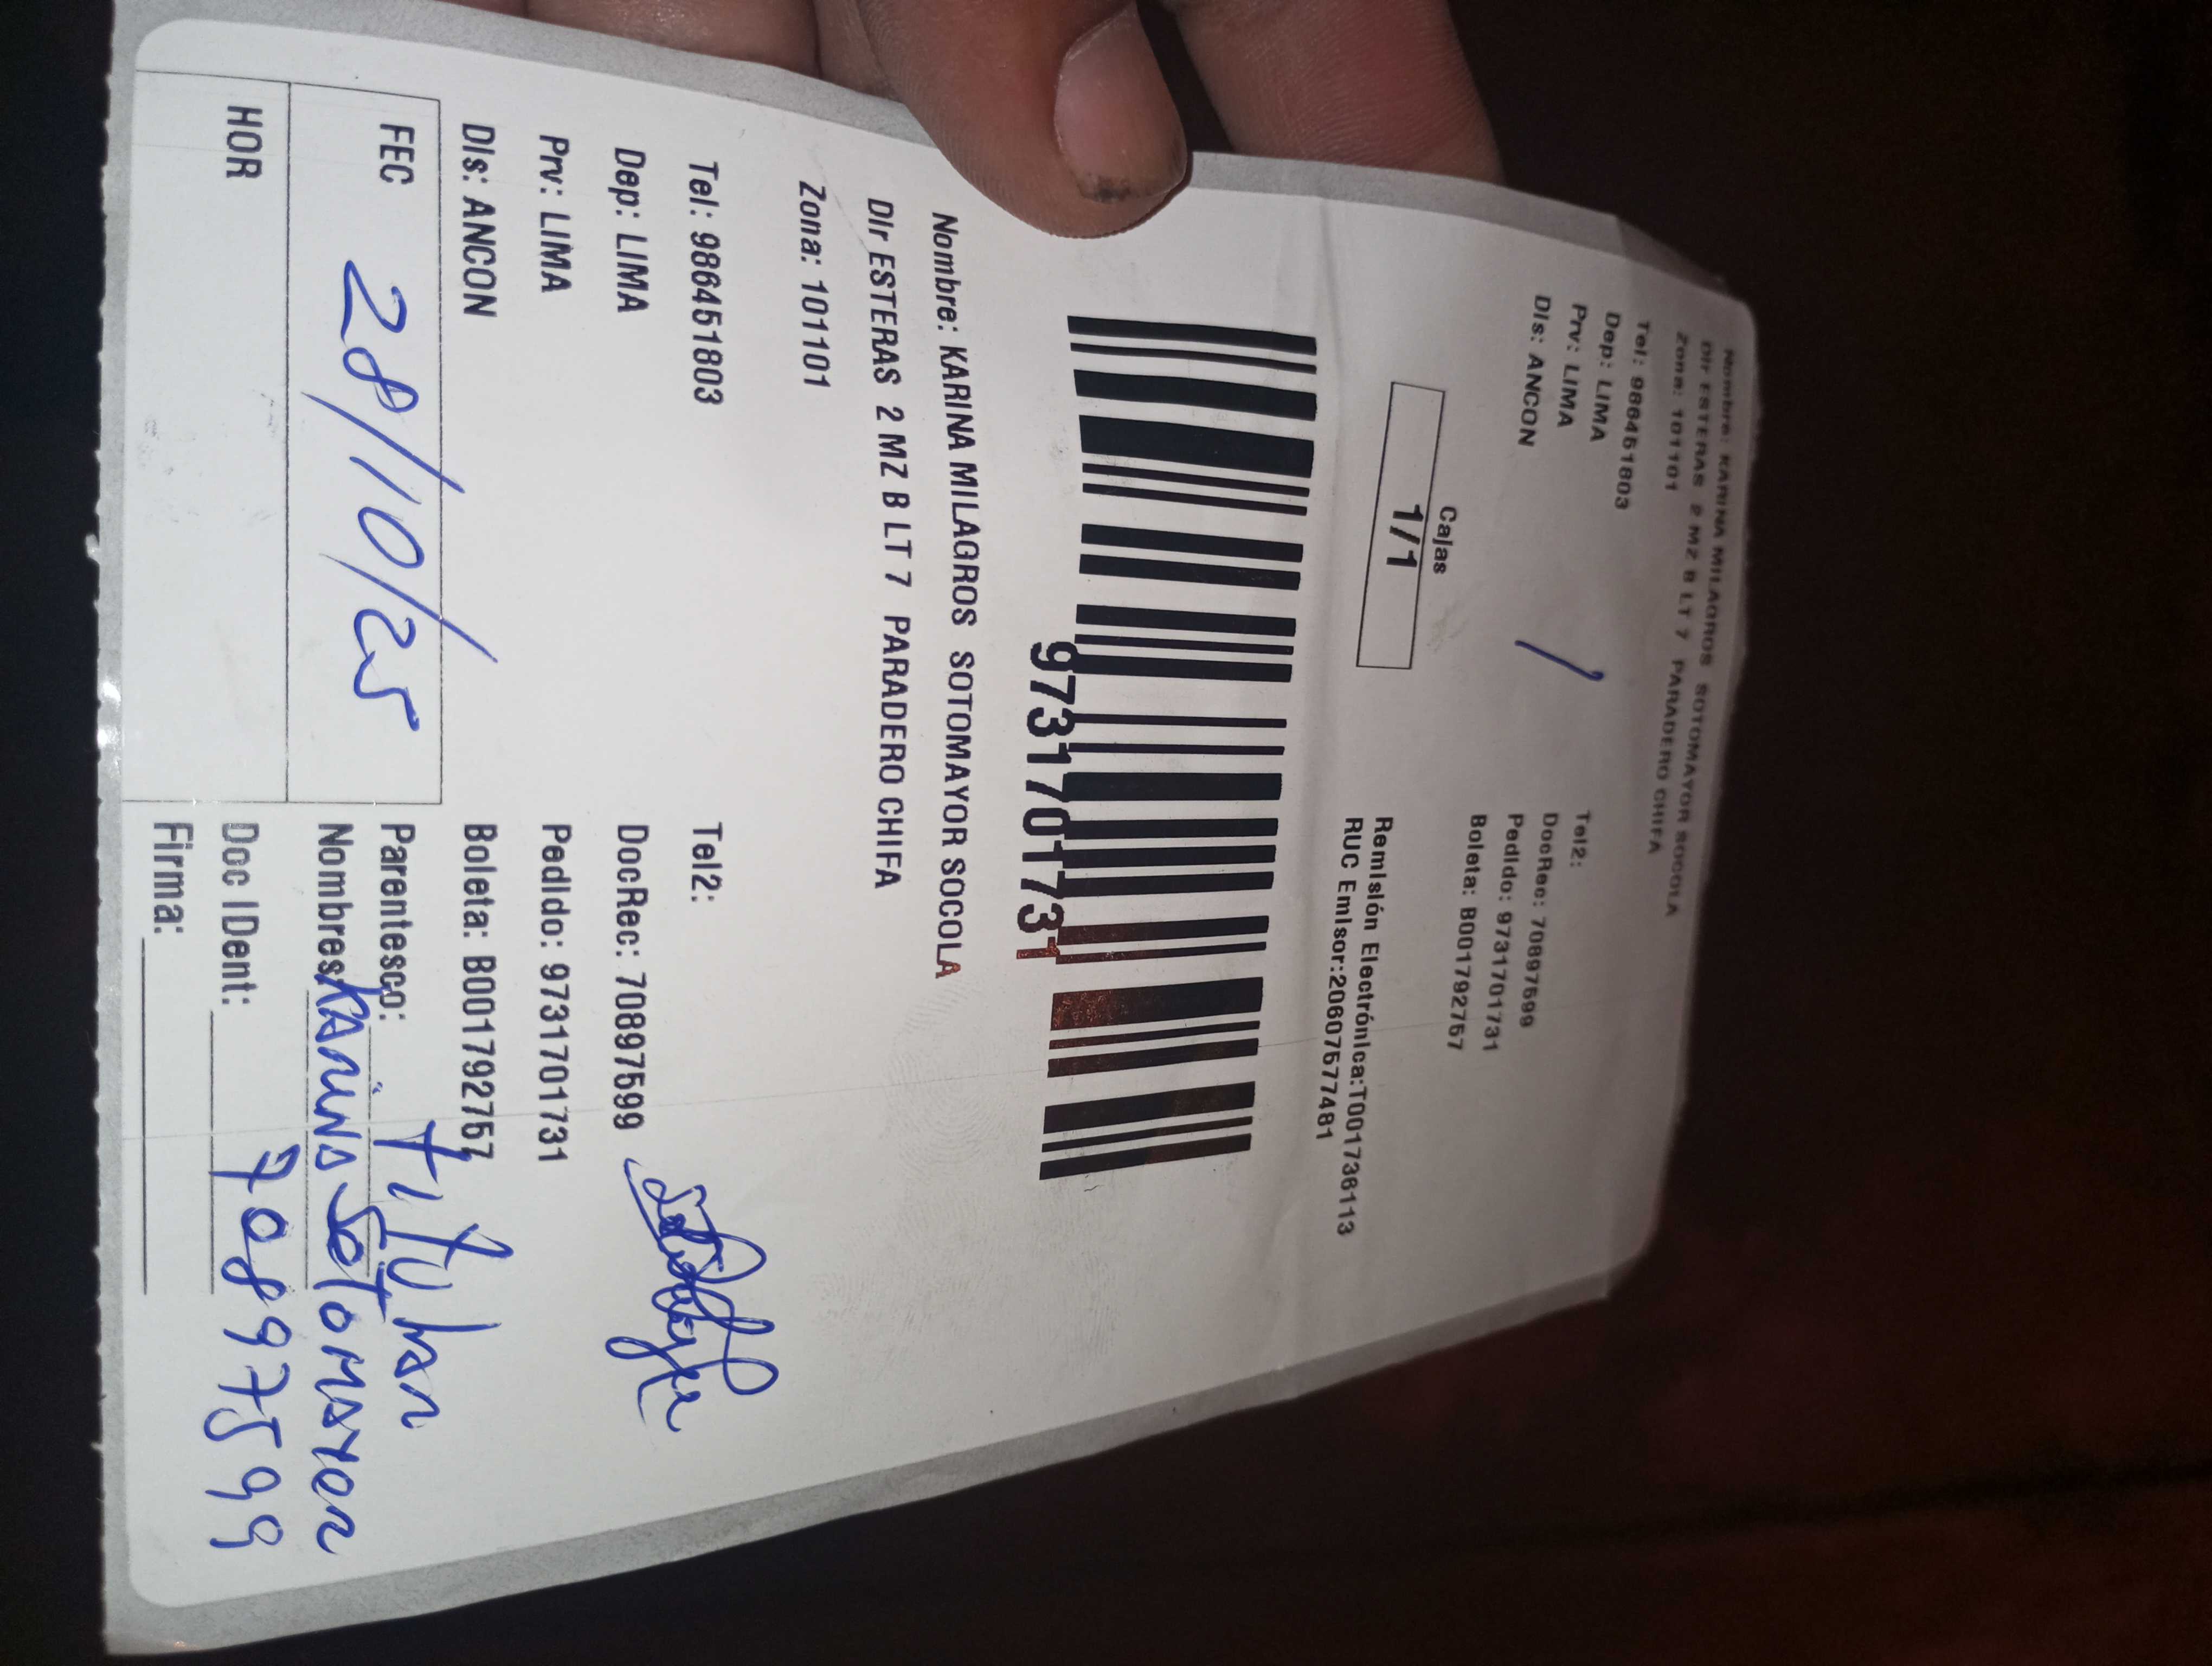 Nombre: KARINA MILAGROS SOTOMAYOR SOCOLA
Dir ESTERAS 2 MZ B LT 7 PARADERO CHIFA
Zona: 101101
Tel: 986451803 Tel2:
Dep: LIMA DocRec: 70897599
Prv: LIMA Pedido: 9731701731
Dis: ANCON Boleta: B001792757
Cajas
1/1
Remisión Electrónica:T001736113
RUC Emisor:20607577481
9731701731
Nombre: KARINA MILAGROS SOTOMAYOR SOCOLA
Dir ESTERAS 2 MZ B LT 7 PARADERO CHIFA
Zona: 101101
Tel: 986451803 Tel2:
Dep: LIMA DocRec: 70897599
Prv: LIMA Pedido: 9731701731
Dis: ANCON Boleta: B001792757
FEC 28/10/25 Parentesco: titular
Nombres Karina Sotomayor
HOR Doc IDent: 70897599
Firma: